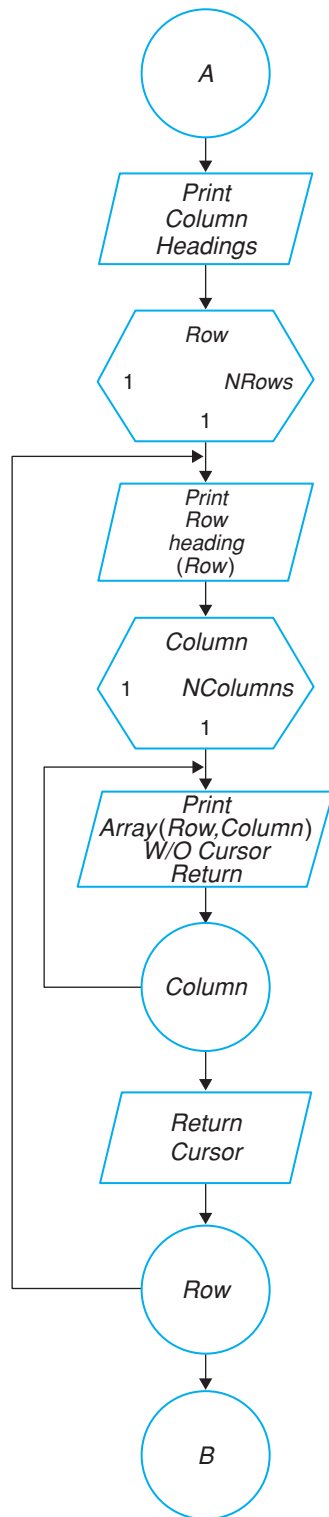 A
Print
Column
Headings
Row
1 NRows
1
Print
Row
heading
(Row)
Column
1 NColumns
1
Print
Array(Row,Column)
W/O Cursor
Return
Column
Return
Cursor
Row
B